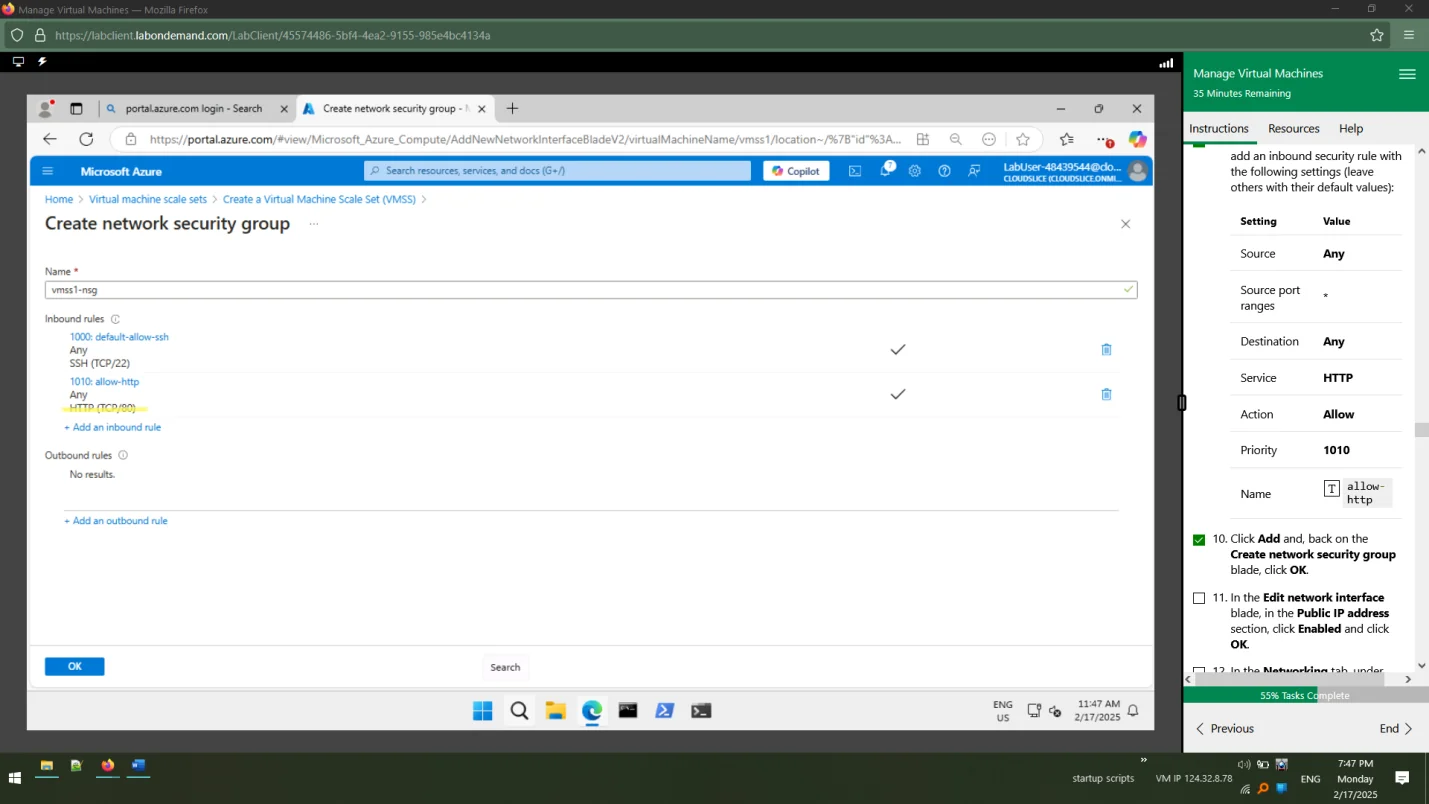 Manage Virtual Machines — Mozilla Firefox
https://labclient.labondemand.com/LabClient/45574486-5bf4-4ea2-9155-985e4bc4134a
portal.azure.com login - Search
Create network security group -
https://portal.azure.com/#view/Microsoft_Azure_Compute/AddNewNetworkInterfaceBladeV2/virtualMachineName/vmss1/location~/%7B"id"%3A...
Microsoft Azure
Search resources, services, and docs (G+/)
Copilot
7
LabUser-48439544@clo...
CLOUDSLICE (CLOUDSLICE.ONMI...
Home > Virtual machine scale sets > Create a Virtual Machine Scale Set (VMSS) >
Create network security group ...
Name *
vmss1-nsg
Inbound rules
1000: default-allow-ssh
Any
SSH (TCP/22)
1010: allow-http
Any
HTTP (TCP/80)
+ Add an inbound rule
Outbound rules
No results.
+ Add an outbound rule
OK
Search
ENG
US
11:47 AM
2/17/2025
Manage Virtual Machines
35 Minutes Remaining
Instructions Resources Help
add an inbound security rule with
the following settings (leave
others with their default values):
Setting Value
Source Any
Source port
ranges *
Destination Any
Service HTTP
Action Allow
Priority 1010
Name T allow-
http
10. Click Add and, back on the
Create network security group
blade, click OK.
11. In the Edit network interface
blade, in the Public IP address
section, click Enabled and click
OK.
12. In the Networking tab, under
55% Tasks Complete
< Previous End >
startup scripts
VM IP 124.32.8.78
ENG
7:47 PM
Monday
2/17/2025